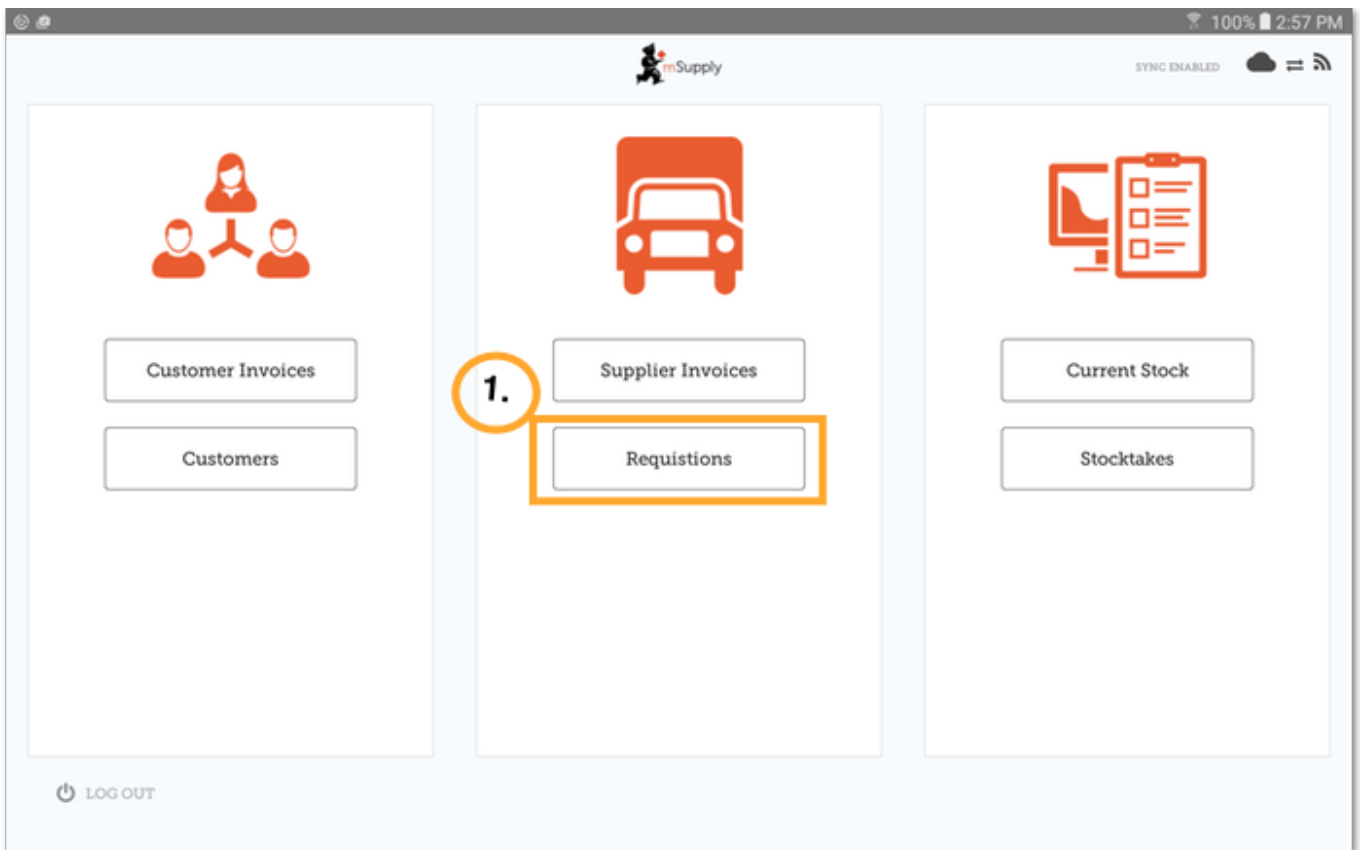 100% 2:57 PM
mSupply
SYNC ENABLED
Customer Invoices
Customers
1.
Supplier Invoices
Requistions
Current Stock
Stocktakes
LOG OUT